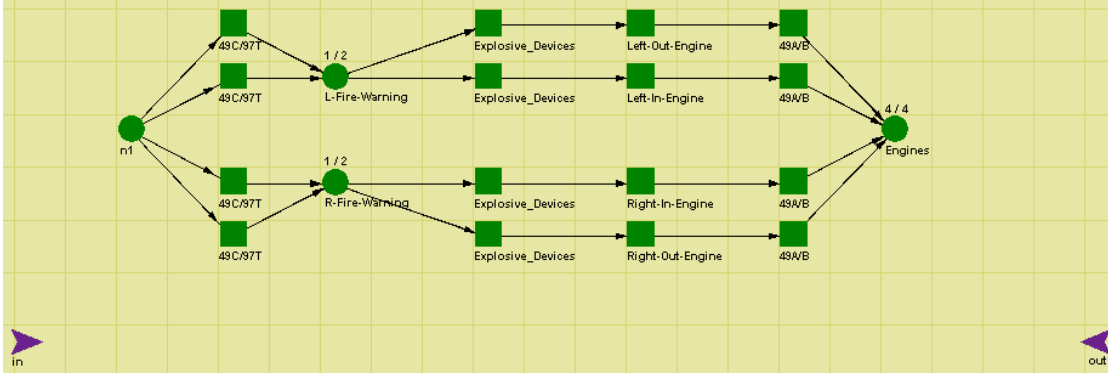 49C/97T
1 / 2
Explosive_Devices
Left-Out-Engine
49A/B
49C/97T
L-Fire-Warning
Explosive_Devices
Left-In-Engine
49A/B
4 / 4
n1
Engines
1 / 2
49C/97T
R-Fire-Warning
Explosive_Devices
Right-In-Engine
49A/B
49C/97T
Explosive_Devices
Right-Out-Engine
49A/B
in
out